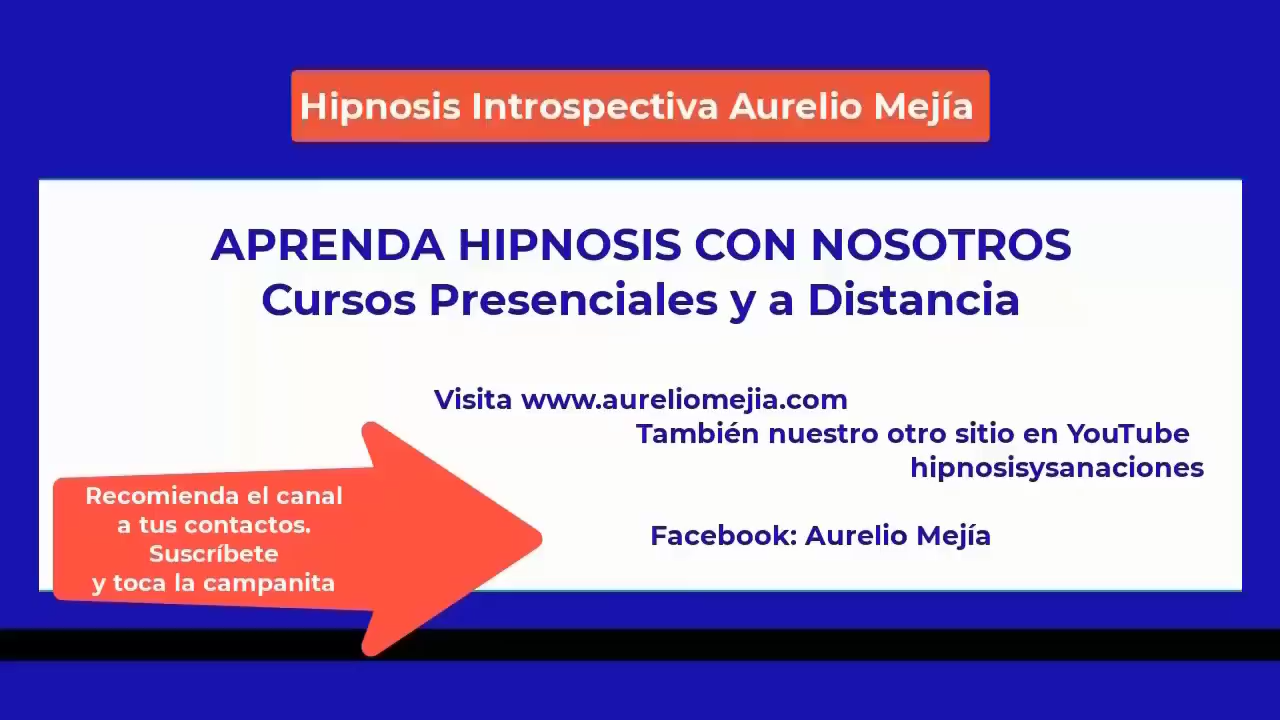 Hipnosis Introspectiva Aurelio Mejía
APRENDA HIPNOSIS CON NOSOTROS
Cursos Presenciales y a Distancia
Visita www.aureliomejia.com
También nuestro otro sitio en YouTube
hipnosisysanaciones
Facebook: Aurelio Mejía
Recomienda el canal
a tus contactos.
Suscríbete
y toca la campanita